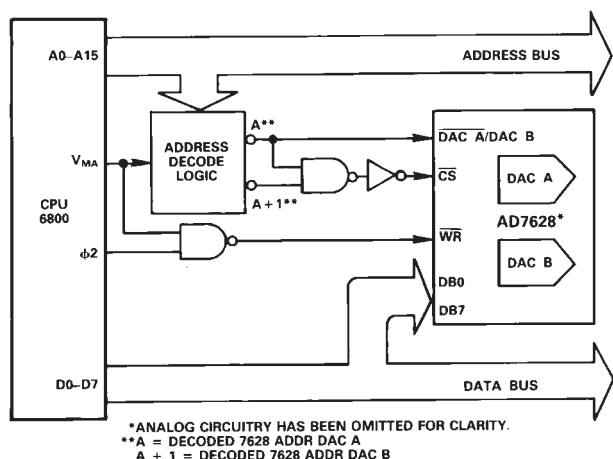 A0–A15
ADDRESS BUS
A**
ADDRESS
DECODE
LOGIC
VMA
A + 1**
CPU
6800
φ2
D0–D7
DAC A/DAC B
CS
WR
DB0
DB7
DAC A
AD7628*
DAC B
DATA BUS
*ANALOG CIRCUITRY HAS BEEN OMITTED FOR CLARITY.
**A = DECODED 7628 ADDR DAC A
A + 1 = DECODED 7628 ADDR DAC B